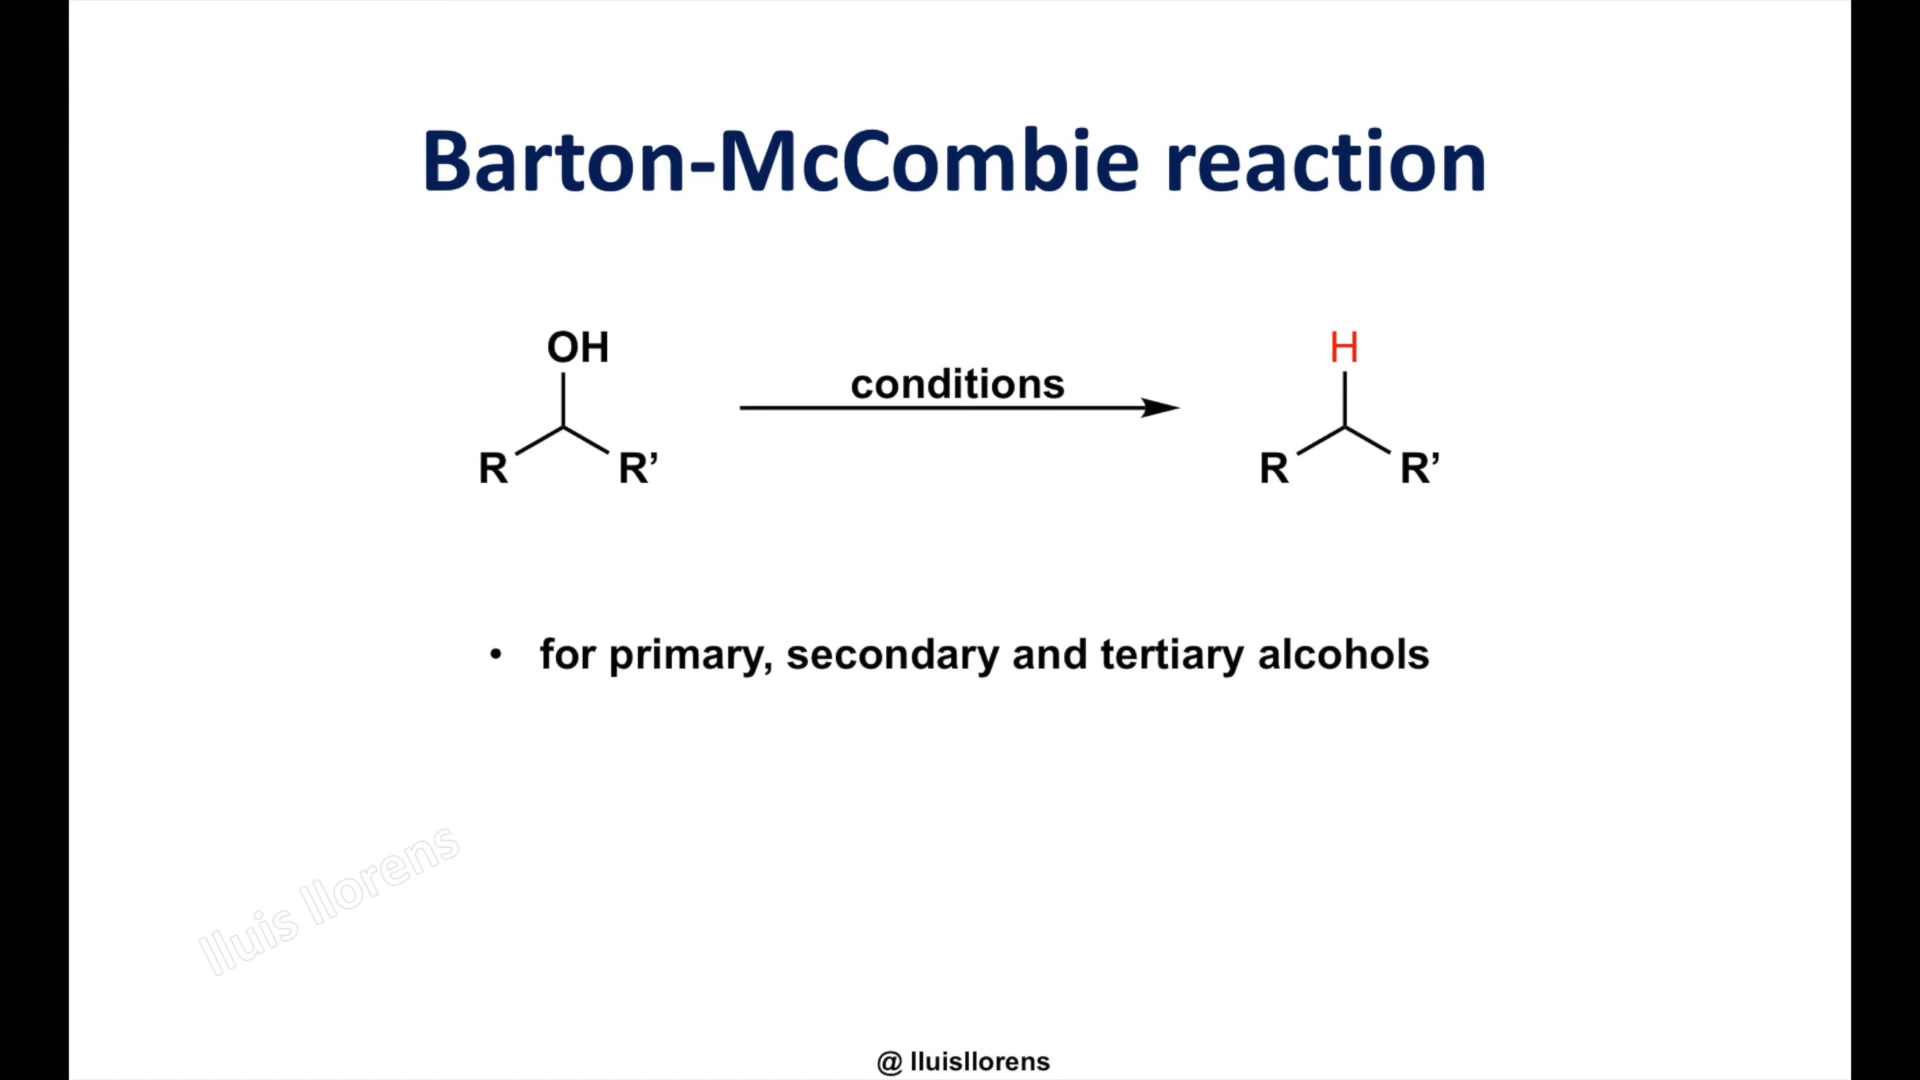 Barton-McCombie reaction
OH
H
conditions
R
R’
R
R’
• for primary, secondary and tertiary alcohols
lluis llorens
@ lluisllorens